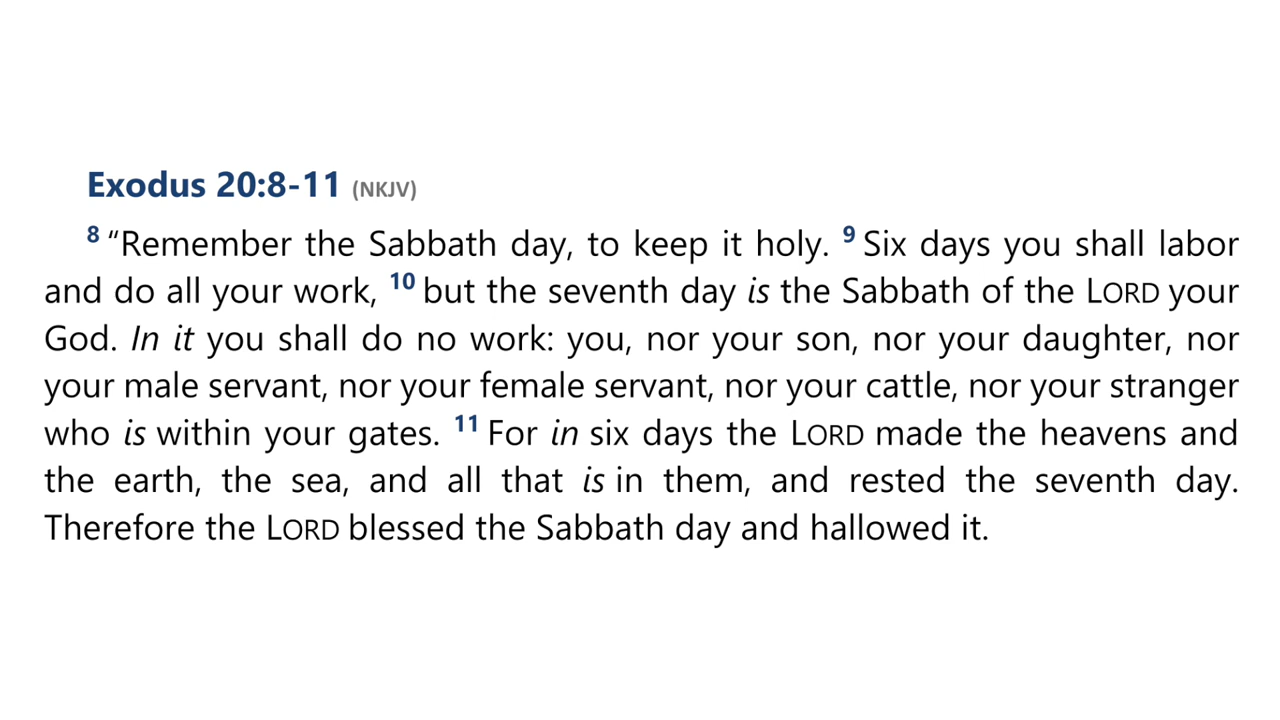 Exodus 20:8-11 (NKJV)
8 “Remember the Sabbath day, to keep it holy. 9 Six days you shall labor
and do all your work, 10 but the seventh day is the Sabbath of the LORD your
God. In it you shall do no work: you, nor your son, nor your daughter, nor
your male servant, nor your female servant, nor your cattle, nor your stranger
who is within your gates. 11 For in six days the LORD made the heavens and
the earth, the sea, and all that is in them, and rested the seventh day.
Therefore the LORD blessed the Sabbath day and hallowed it.